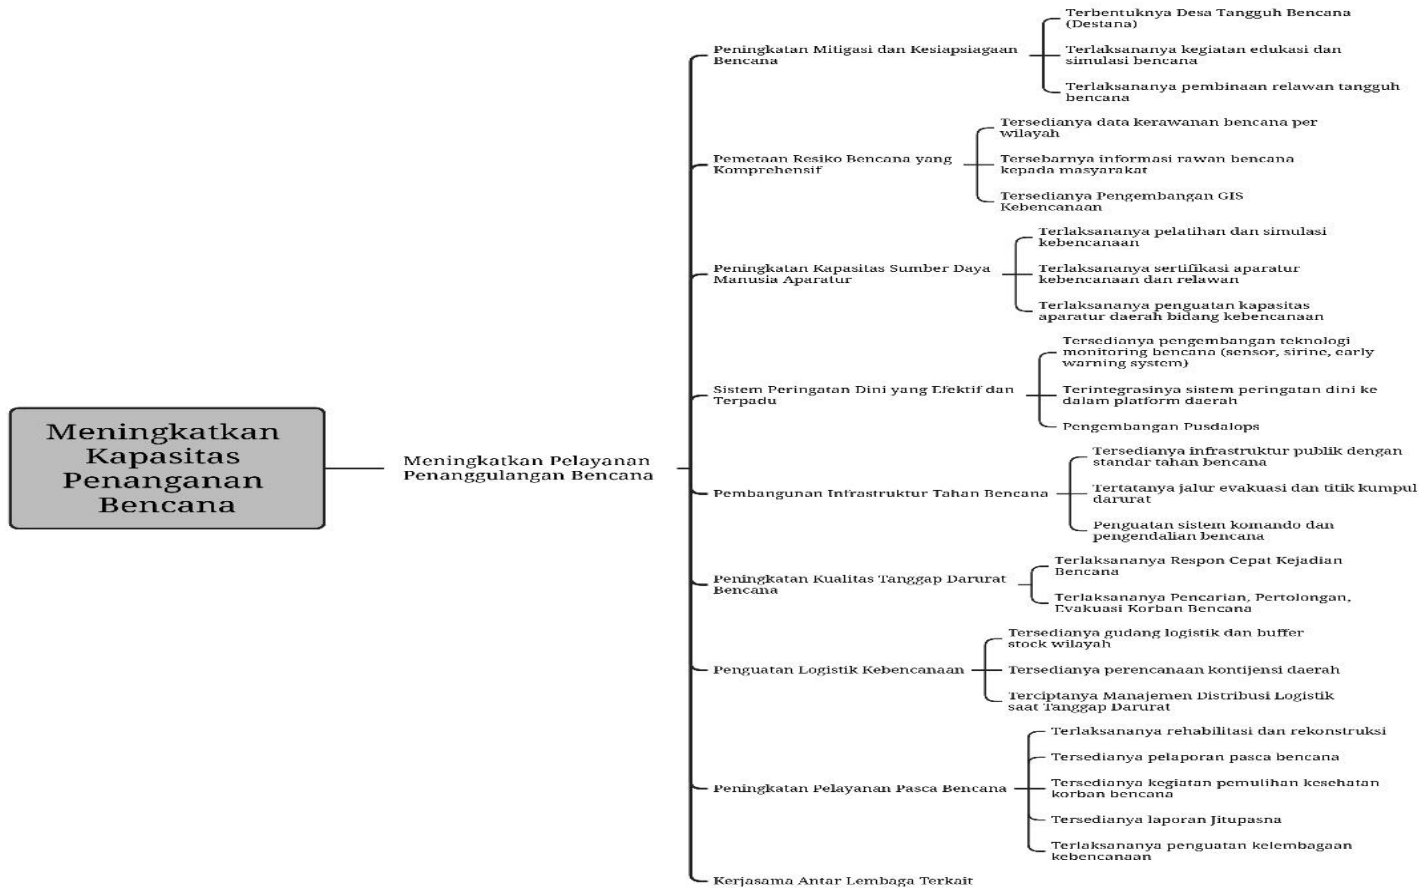 Meningkatkan
Kapasitas
Penanganan
Bencana
Meningkatkan Pelayanan
Penanggulangan Bencana
Peningkatan Mitigasi dan Kesiapsiagaan
Bencana
Terbentuknya Desa Tangguh Bencana
(Destana)
Terlaksananya kegiatan edukasi dan
simulasi bencana
Terlaksananya pembinaan relawan tangguh
bencana
Pemetaan Resiko Bencana yang
Komprehensif
Tersedianya data kerawanan bencana per
wilayah
Tersebarnya informasi rawan bencana
kepada masyarakat
Tersedianya Pengembangan GIS
Kebencanaan
Peningkatan Kapasitas Sumber Daya
Manusia Aparatur
Terlaksananya pelatihan dan simulasi
kebencanaan
Terlaksananya sertifikasi aparatur
kebencanaan dan relawan
Terlaksananya penguatan kapasitas
aparatur daerah bidang kebencanaan
Sistem Peringatan Dini yang Efektif dan
Terpadu
Tersedianya pengembangan teknologi
monitoring bencana (sensor, sirine, early
warning system)
Terintegrasinya sistem peringatan dini ke
dalam platform daerah
Pengembangan Pusdalops
Pembangunan Infrastruktur Tahan Bencana
Tersedianya infrastruktur publik dengan
standar tahan bencana
Tertatanya jalur evakuasi dan titik kumpul
darurat
Penguatan sistem komando dan
pengendalian bencana
Peningkatan Kualitas Tanggap Darurat
Bencana
Terlaksananya Respon Cepat Kejadian
Bencana
Terlaksananya Pencarian, Pertolongan,
Evakuasi Korban Bencana
Penguatan Logistik Kebencanaan
Tersedianya gudang logistik dan buffer
stock wilayah
Tersedianya perencanaan kontijensi daerah
Terciptanya Manajemen Distribusi Logistik
saat Tanggap Darurat
Peningkatan Pelayanan Pasca Bencana
Terlaksananya rehabilitasi dan rekonstruksi
Tersedianya pelaporan pasca bencana
Tersedianya kegiatan pemulihan kesehatan
korban bencana
Tersedianya laporan Jitupasna
Terlaksananya penguatan kelembagaan
kebencanaan
Kerjasama Antar Lembaga Terkait